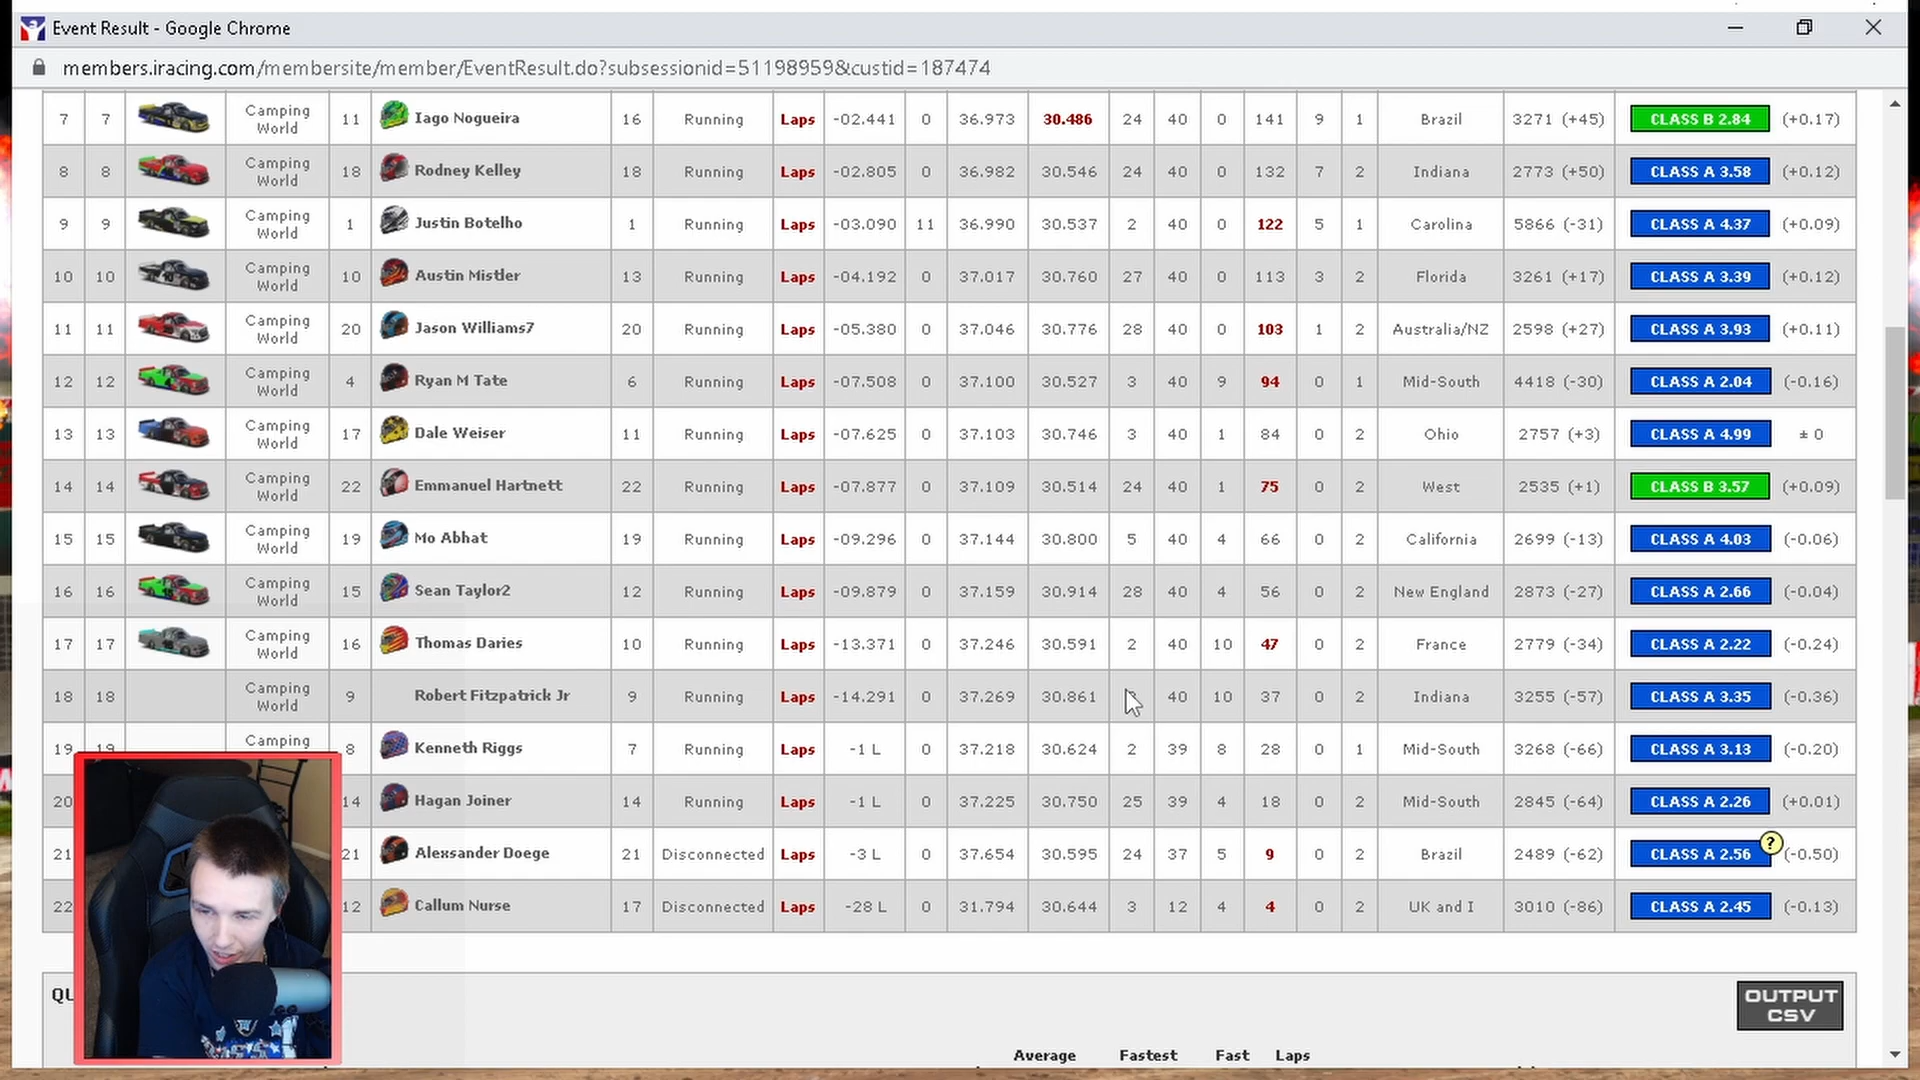 Event Result - Google Chrome
members.iracing.com/membersite/member/EventResult.do?subsessionid=51198959&custid=187474
7 7 Camping World 11 Iago Nogueira 16 Running Laps -02.441 0 36.973 30.486 24 40 0 141 9 1 Brazil 3271 (+45) CLASS B 2.84 (+0.17)
8 8 Camping World 18 Rodney Kelley 18 Running Laps -02.805 0 36.982 30.546 24 40 0 132 7 2 Indiana 2773 (+50) CLASS A 3.58 (+0.12)
9 9 Camping World 1 Justin Botelho 1 Running Laps -03.090 11 36.990 30.537 2 40 0 122 5 1 Carolina 5866 (-31) CLASS A 4.37 (+0.09)
10 10 Camping World 10 Austin Mistler 13 Running Laps -04.192 0 37.017 30.760 27 40 0 113 3 2 Florida 3261 (+17) CLASS A 3.39 (+0.12)
11 11 Camping World 20 Jason Williams7 20 Running Laps -05.380 0 37.046 30.776 28 40 0 103 1 2 Australia/NZ 2598 (+27) CLASS A 3.93 (+0.11)
12 12 Camping World 4 Ryan M Tate 6 Running Laps -07.508 0 37.100 30.527 3 40 9 94 0 1 Mid-South 4418 (-30) CLASS A 2.04 (-0.16)
13 13 Camping World 17 Dale Weiser 11 Running Laps -07.625 0 37.103 30.746 3 40 1 84 0 2 Ohio 2757 (+3) CLASS A 4.99 ± 0
14 14 Camping World 22 Emmanuel Hartnett 22 Running Laps -07.877 0 37.109 30.514 24 40 1 75 0 2 West 2535 (+1) CLASS B 3.57 (+0.09)
15 15 Camping World 19 Mo Abhat 19 Running Laps -09.296 0 37.144 30.800 5 40 4 66 0 2 California 2699 (-13) CLASS A 4.03 (-0.06)
16 16 Camping World 15 Sean Taylor2 12 Running Laps -09.879 0 37.159 30.914 28 40 4 56 0 2 New England 2873 (-27) CLASS A 2.66 (-0.04)
17 17 Camping World 16 Thomas Daries 10 Running Laps -13.371 0 37.246 30.591 2 40 10 47 0 2 France 2779 (-34) CLASS A 2.22 (-0.24)
18 18 Camping World 9 Robert Fitzpatrick Jr 9 Running Laps -14.291 0 37.269 30.861 40 10 37 0 2 Indiana 3255 (-57) CLASS A 3.35 (-0.36)
19 19 Camping 8 Kenneth Riggs 7 Running Laps -1 L 0 37.218 30.624 2 39 8 28 0 1 Mid-South 3268 (-66) CLASS A 3.13 (-0.20)
20 14 Hagan Joiner 14 Running Laps -1 L 0 37.225 30.750 25 39 4 18 0 2 Mid-South 2845 (-64) CLASS A 2.26 (+0.01)
21 21 Alexsander Doege 21 Disconnected Laps -3 L 0 37.654 30.595 24 37 5 9 0 2 Brazil 2489 (-62) CLASS A 2.56 ? (-0.50)
22 12 Callum Nurse 17 Disconnected Laps -28 L 0 31.794 30.644 3 12 4 4 0 2 UK and I 3010 (-86) CLASS A 2.45 (-0.13)
OUTPUT CSV
Average Fastest Fast Laps